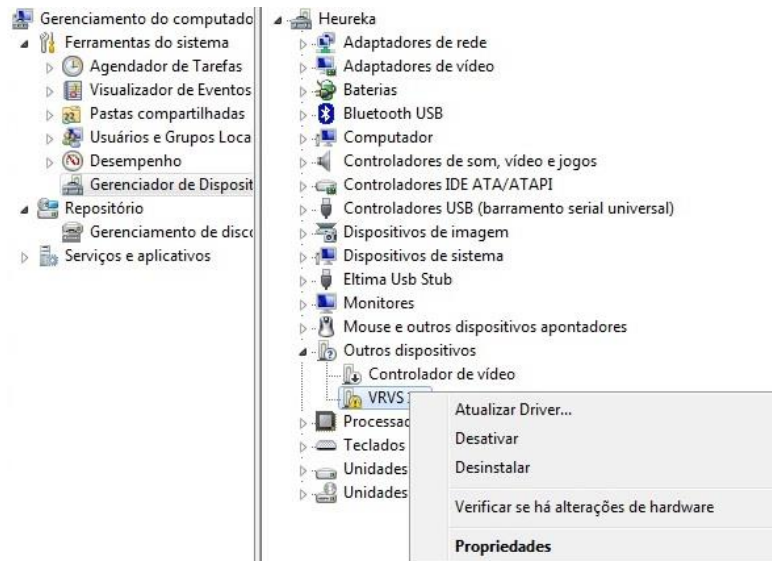 Gerenciamento do computado
Ferramentas do sistema
Agendador de Tarefas
Visualizador de Eventos
Pastas compartilhadas
Usuários e Grupos Loca
Desempenho
Gerenciador de Disposit
Repositório
Gerenciamento de disco
Serviços e aplicativos
Heureka
Adaptadores de rede
Adaptadores de vídeo
Baterias
Bluetooth USB
Computador
Controladores de som, vídeo e jogos
Controladores IDE ATA/ATAPI
Controladores USB (barramento serial universal)
Dispositivos de imagem
Dispositivos de sistema
Eltima Usb Stub
Monitores
Mouse e outros dispositivos apontadores
Outros dispositivos
Controlador de vídeo
VRVS
Processad
Teclados
Unidades
Unidades
Atualizar Driver...
Desativar
Desinstalar
Verificar se há alterações de hardware
Propriedades